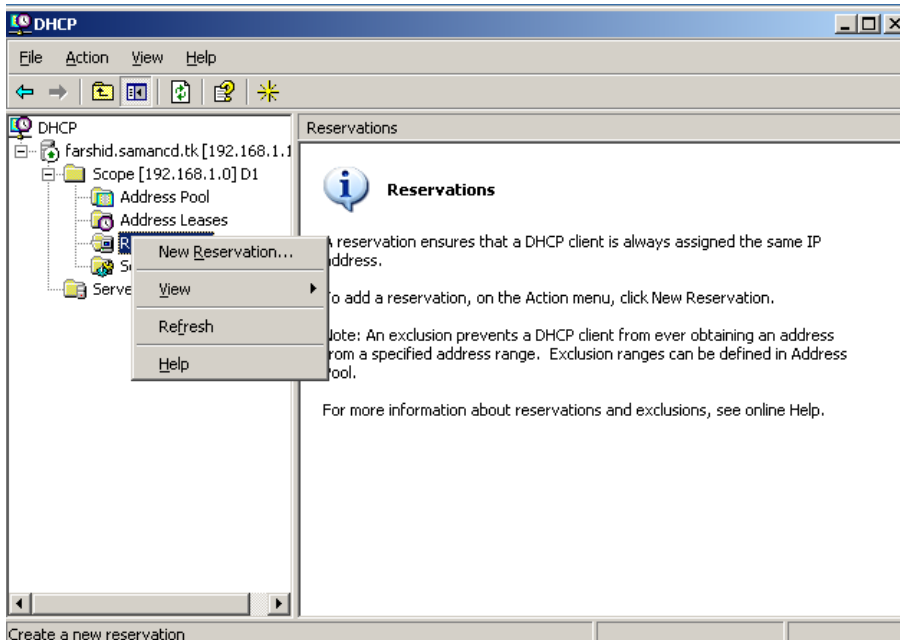 DHCP
File Action View Help
DHCP
farshid.samancd.tk [192.168.1.1
Scope [192.168.1.0] D1
Address Pool
Address Leases
R
S
Serve
New Reservation...
View
Refresh
Help
Reservations
Reservations
A reservation ensures that a DHCP client is always assigned the same IP
address.
To add a reservation, on the Action menu, click New Reservation.
Note: An exclusion prevents a DHCP client from ever obtaining an address
from a specified address range. Exclusion ranges can be defined in Address
Pool.
For more information about reservations and exclusions, see online Help.
Create a new reservation